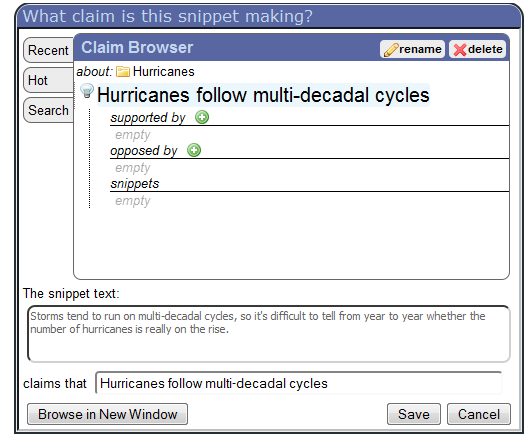 What claim is this snippet making?
Recent
Hot
Search
Claim Browser
rename
delete
about: Hurricanes
Hurricanes follow multi-decadal cycles
supported by
empty
opposed by
empty
snippets
empty
The snippet text:
Storms tend to run on multi-decadal cycles, so it's difficult to tell from year to year whether the
number of hurricanes is really on the rise.
claims that Hurricanes follow multi-decadal cycles
Browse in New Window
Save
Cancel